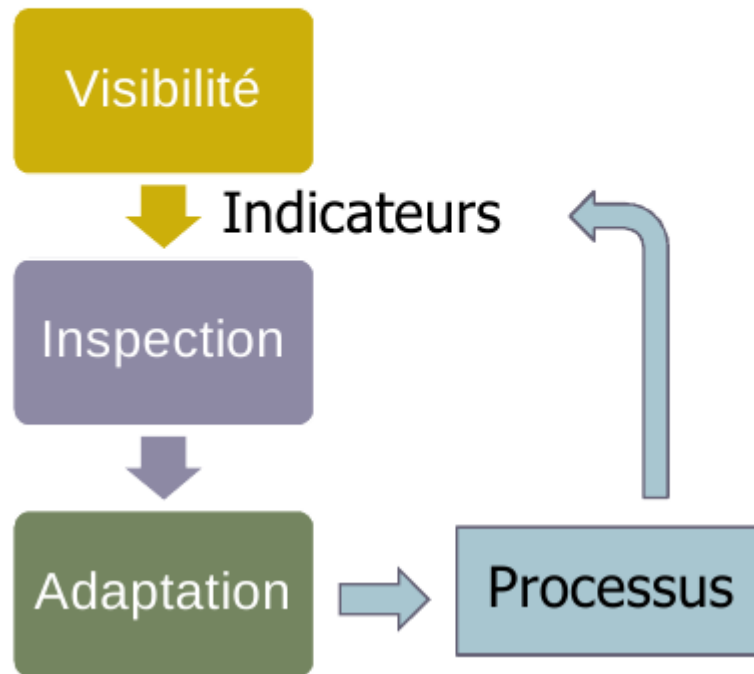 Visibilité
Indicateurs
Inspection
Adaptation
Processus